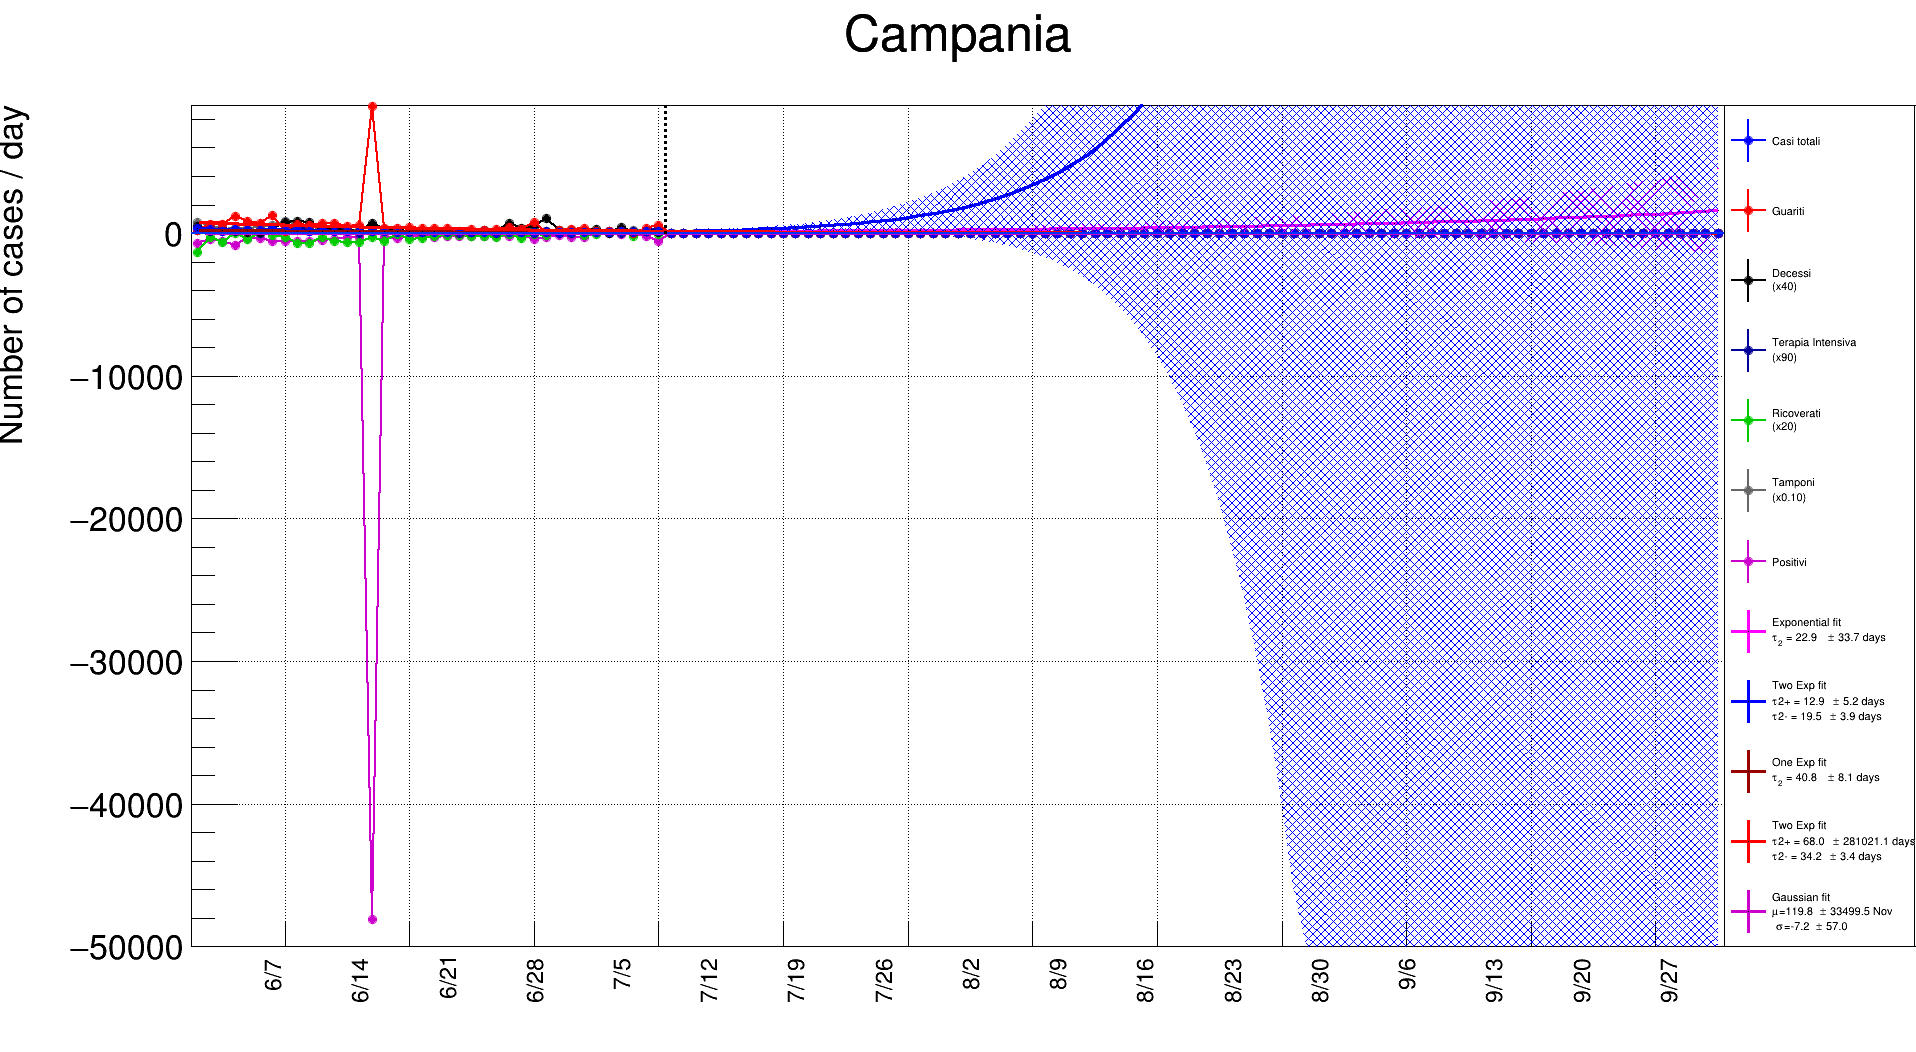 Campania
Number of cases / day
0
−10000
−20000
−30000
−40000
−50000
6/7
6/14
6/21
6/28
7/5
7/12
7/19
7/26
8/2
8/9
8/16
8/23
8/30
9/6
9/13
9/20
9/27
Casi totali
Guariti
Decessi
(x40)
Terapia Intensiva
(x90)
Ricoverati
(x20)
Tamponi
(x0.10)
Positivi
Exponential fit
τ2 = 22.9 ± 33.7 days
Two Exp fit
τ2+ = 12.9 ± 5.2 days
τ2- = 19.5 ± 3.9 days
One Exp fit
τ2 = 40.8 ± 8.1 days
Two Exp fit
τ2+ = 68.0 ± 281021.1 days
τ2- = 34.2 ± 3.4 days
Gaussian fit
μ=119.8 ± 33499.5 Nov
σ=-7.2 ± 57.0